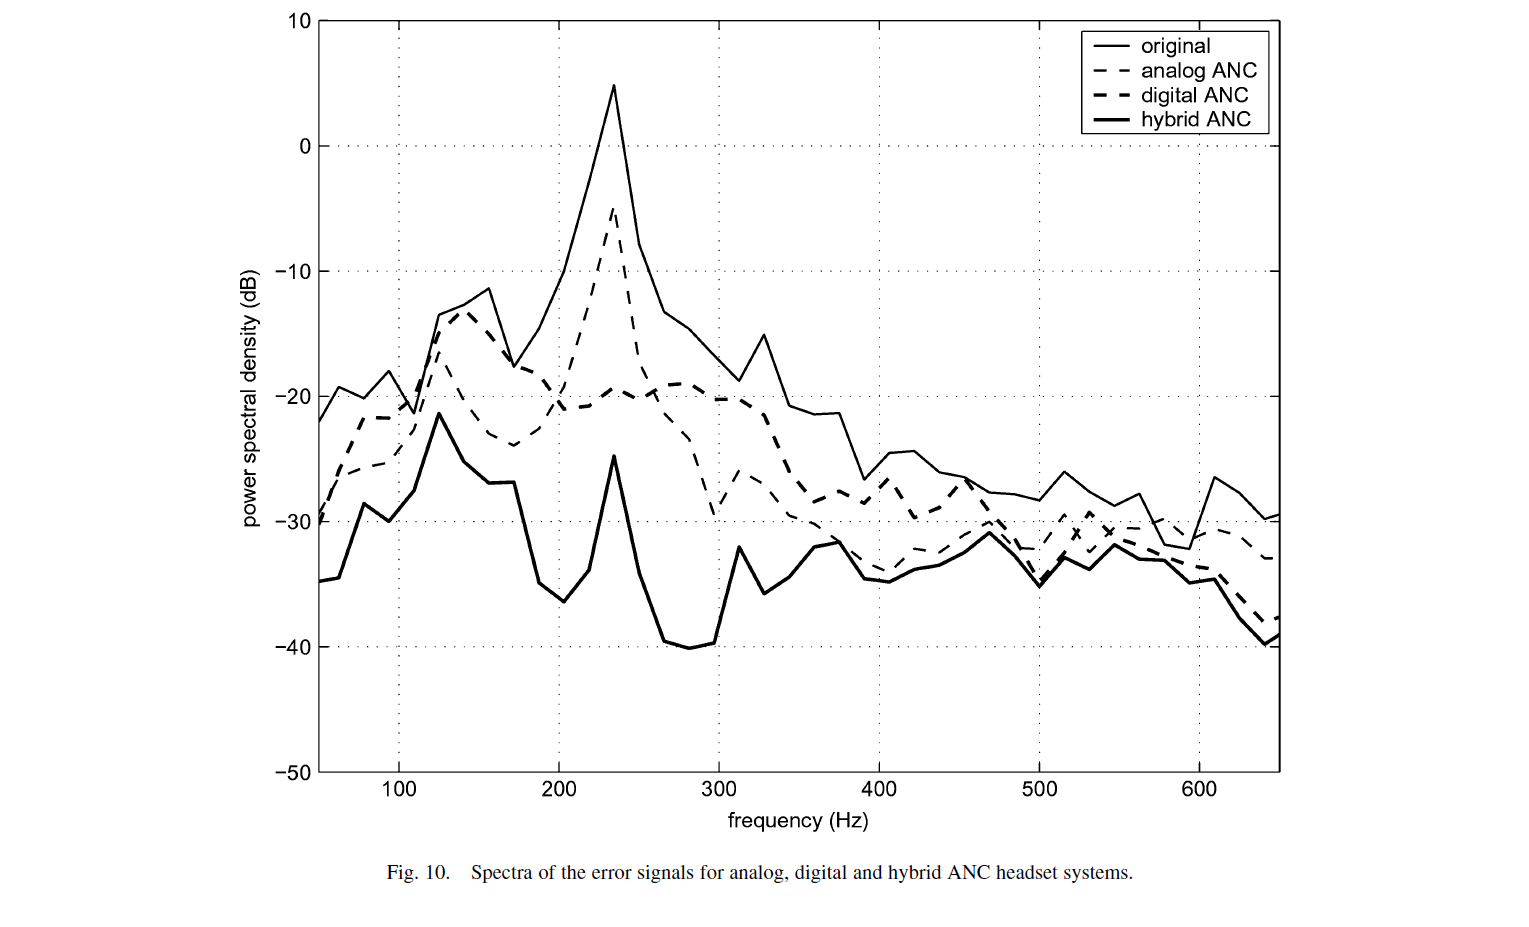 10
0
−10
−20
−30
−40
−50
power spectral density (dB)
original
analog ANC
digital ANC
hybrid ANC
100 200 300 400 500 600
frequency (Hz)
Fig. 10. Spectra of the error signals for analog, digital and hybrid ANC headset systems.